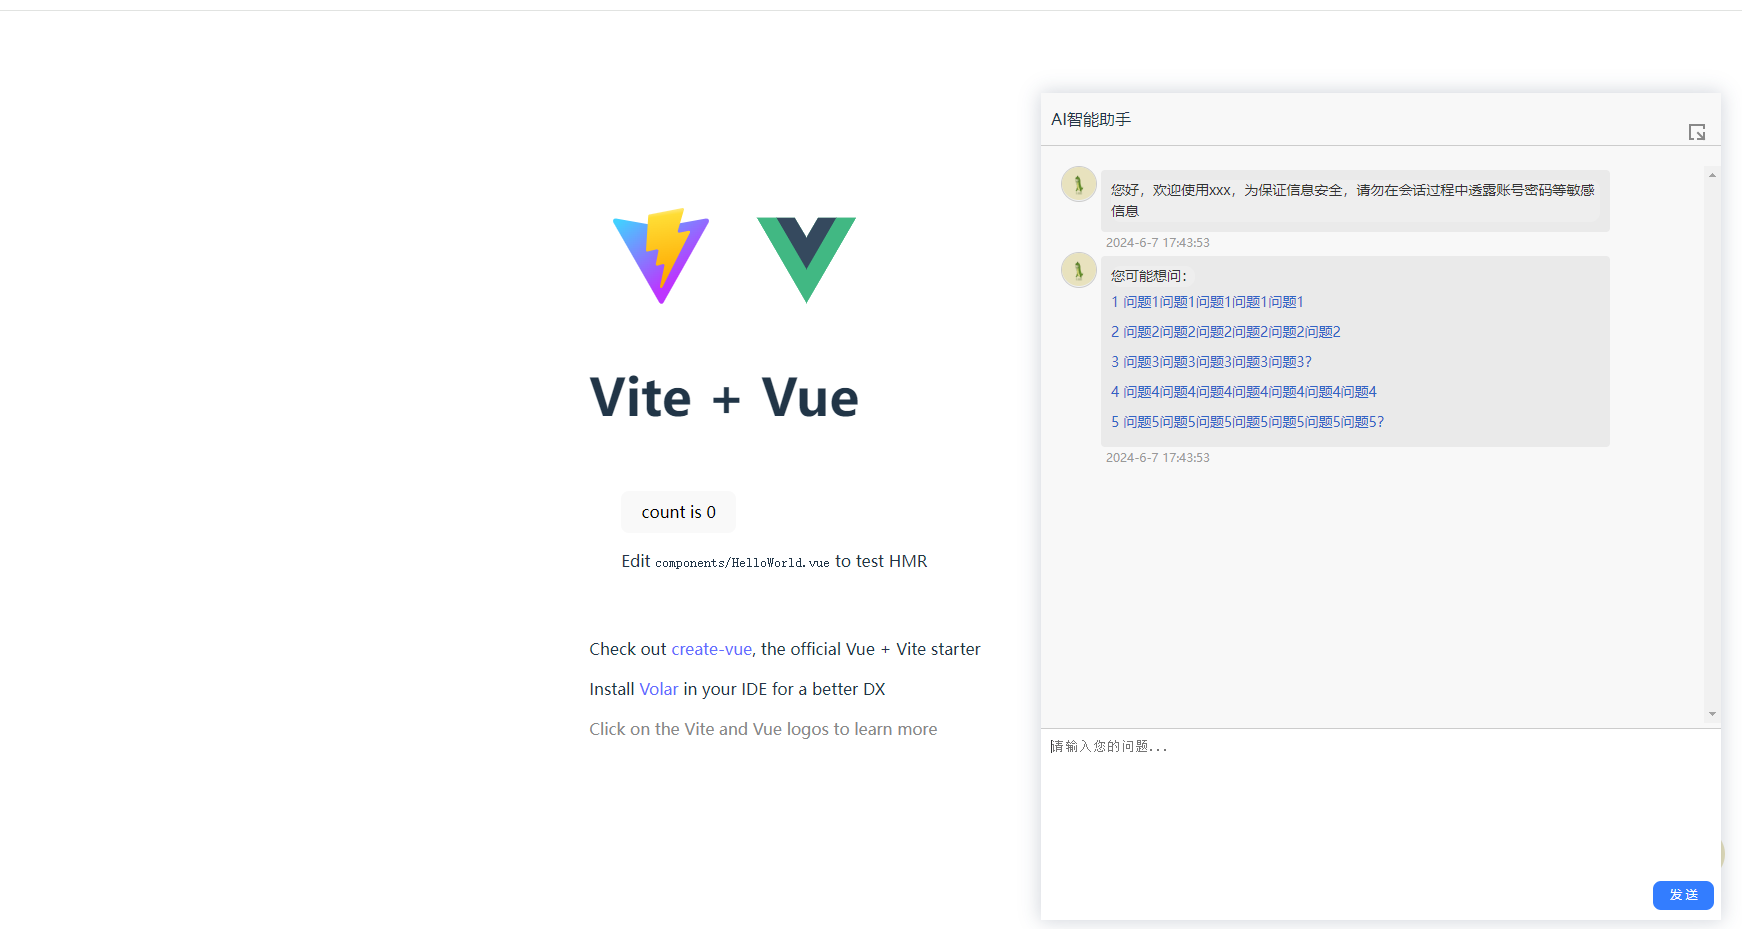 Vite + Vue
count is 0
Edit components/HelloWorld.vue to test HMR
Check out create-vue, the official Vue + Vite starter
Install Volar in your IDE for a better DX
Click on the Vite and Vue logos to learn more
AI智能助手
您好，欢迎使用xxx，为保证信息安全，请勿在会话过程中透露账号密码等敏感
信息
2024-6-7 17:43:53
您可能想问：
1 问题1问题1问题1问题1问题1
2 问题2问题2问题2问题2问题2问题2
3 问题3问题3问题3问题3问题3?
4 问题4问题4问题4问题4问题4问题4问题4
5 问题5问题5问题5问题5问题5问题5问题5?
2024-6-7 17:43:53
请输入您的问题...
发送